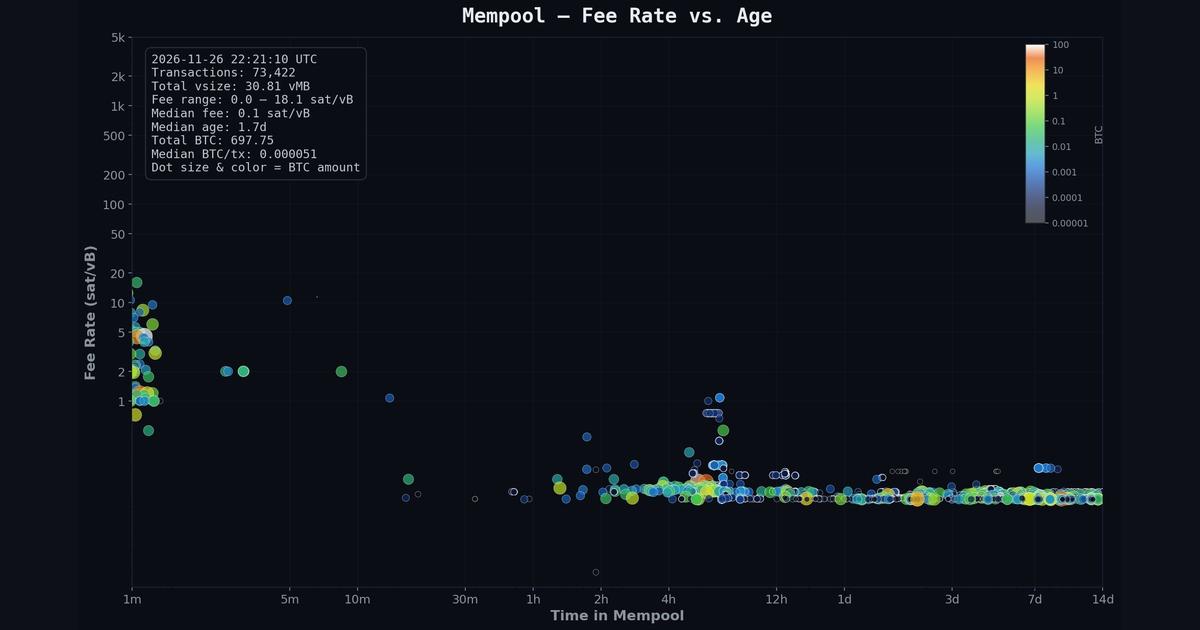 Mempool — Fee Rate vs. Age
5k
2k
1k
500
200
100
50
20
10
5
2
1
Fee Rate (sat/vB)
2026-11-26 22:21:10 UTC
Transactions: 73,422
Total vsize: 30.81 vMB
Fee range: 0.0 — 18.1 sat/vB
Median fee: 0.1 sat/vB
Median age: 1.7d
Total BTC: 697.75
Median BTC/tx: 0.000051
Dot size & color = BTC amount
100
10
1
0.1
0.01
0.001
0.0001
0.00001
BTC
1m 5m 10m 30m 1h 2h 4h 12h 1d 3d 7d 14d
Time in Mempool